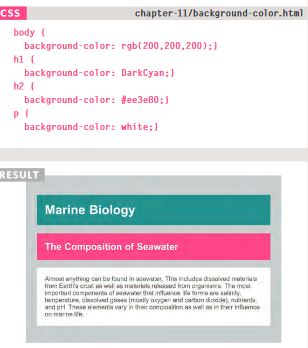 CSS chapter-11/background-color.html
body {
background-color: rgb(200,200,200);}
h1 {
background-color: DarkCyan;}
h2 {
background-color: #ee3e80;}
p {
background-color: white;}
RESULT
Marine Biology
The Composition of Seawater
Almost anything can be found in seawater. This includes dissolved materials
from Earth's crust as well as materials released from organisms. The most
important components of seawater that influence life forms are salinity,
temperature, dissolved gases (mostly oxygen and carbon dioxide), nutrients,
and pH. These elements vary in their composition as well as in their influence
on marine life.